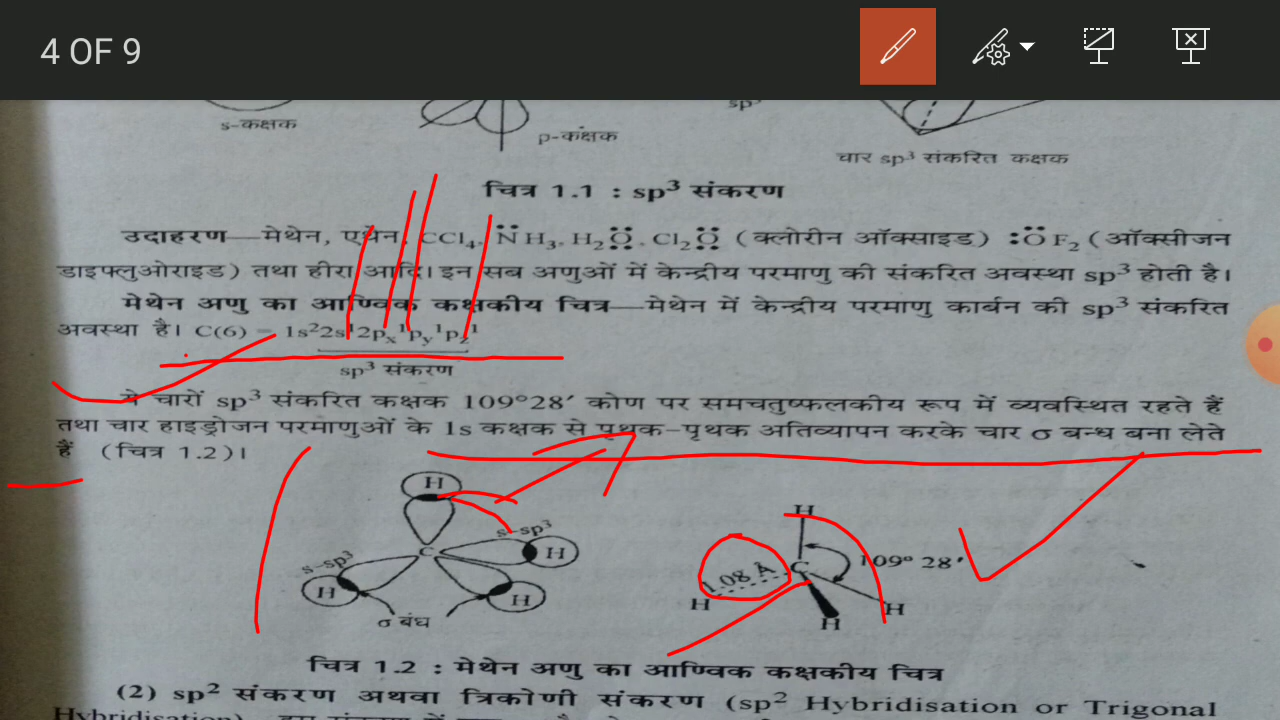 4 OF 9
s-कक्षक
p-कक्षक
sp³
चार sp³ संकरित कक्षक
चित्र 1.1 : sp³ संकरण
उदाहरण—मेथेन, एथेन, CCl₄, N̈H₃, H₂Ö, Cl₂Ö (क्लोरीन ऑक्साइड) :ÖF₂ (ऑक्सीजन
डाइफ्लुओराइड) तथा हीरा आदि। इन सब अणुओं में केन्द्रीय परमाणु की संकरित अवस्था sp³ होती है।
मेथेन अणु का आण्विक कक्षकीय चित्र—मेथेन में केन्द्रीय परमाणु कार्बन की sp³ संकरित
अवस्था है। C(6) = 1s²2s¹2pₓ¹pᵧ¹p_z¹
sp³ संकरण
ये चारों sp³ संकरित कक्षक 109°28′ कोण पर समचतुष्फलकीय रूप में व्यवस्थित रहते हैं
तथा चार हाइड्रोजन परमाणुओं के 1s कक्षक से पृथक-पृथक अतिव्यापन करके चार σ बन्ध बना लेते
हैं (चित्र 1.2)।
H
s-sp³
C
H
s-sp³
H
H
σ बंध
H
109° 28′
C
1.08 Å
H
H
H
चित्र 1.2 : मेथेन अणु का आण्विक कक्षकीय चित्र
(2) sp² संकरण अथवा त्रिकोणी संकरण (sp² Hybridisation or Trigonal
Hybridisation)